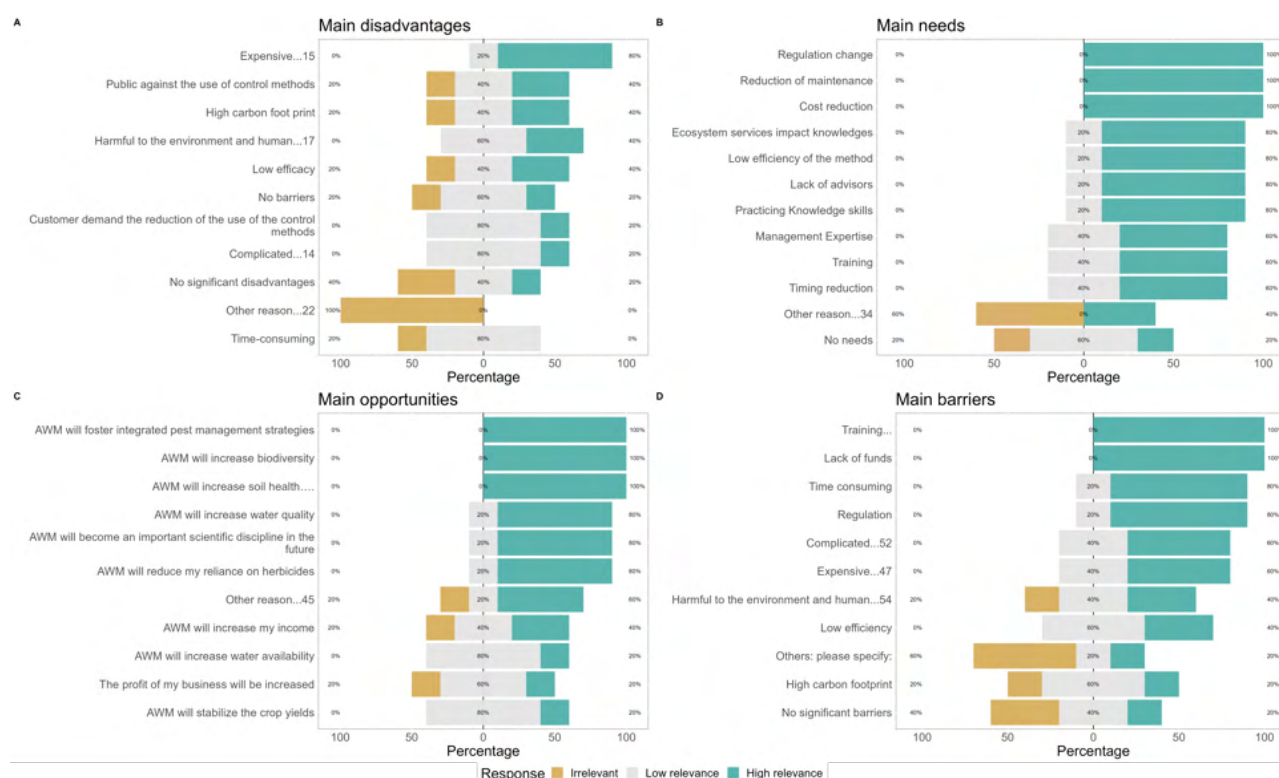 A
Main disadvantages
Expensive...15 0% 20% 80%
Public against the use of control methods 20% 40% 40%
High carbon foot print 20% 40% 40%
Harmful to the environment and human...17 0% 60% 40%
Low efficacy 20% 40% 40%
No barriers 20% 60% 20%
Customer demand the reduction of the use of the control
methods 0% 80% 20%
Complicated...14 0% 80% 20%
No significant disadvantages 40% 40% 20%
Other reason...22 100% 0% 0%
Time-consuming 20% 80% 0%
100 50 0 50 100
Percentage
B
Main needs
Regulation change 0% 0% 100%
Reduction of maintenance 0% 0% 100%
Cost reduction 0% 0% 100%
Ecosystem services impact knowledges 0% 20% 80%
Low efficiency of the method 0% 20% 80%
Lack of advisors 0% 20% 80%
Practicing Knowledge skills 0% 20% 80%
Management Expertise 0% 40% 60%
Training 0% 40% 60%
Timing reduction 0% 40% 60%
Other reason...34 60% 0% 40%
No needs 20% 60% 20%
100 50 0 50 100
Percentage
C
Main opportunities
AWM will foster integrated pest management strategies 0% 0% 100%
AWM will increase biodiversity 0% 0% 100%
AWM will increase soil health.... 0% 0% 100%
AWM will increase water quality 0% 20% 80%
AWM will become an important scientific discipline in the
future 0% 20% 80%
AWM will reduce my reliance on herbicides 0% 20% 80%
Other reason...45 20% 20% 60%
AWM will increase my income 20% 40% 40%
AWM will increase water availability 0% 80% 20%
The profit of my business will be increased 20% 60% 20%
AWM will stabilize the crop yields 0% 80% 20%
100 50 0 50 100
Percentage
D
Main barriers
Training... 0% 0% 100%
Lack of funds 0% 0% 100%
Time consuming 0% 20% 80%
Regulation 0% 20% 80%
Complicated...52 0% 40% 60%
Expensive...47 0% 40% 60%
Harmful to the environment and human...54 20% 40% 40%
Low efficiency 0% 60% 40%
Others: please specify: 60% 20% 20%
High carbon footprint 20% 60% 20%
No significant barriers 40% 40% 20%
100 50 0 50 100
Percentage
Response Irrelevant Low relevance High relevance